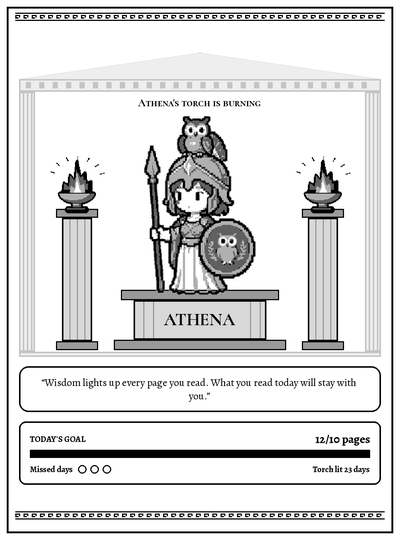 Athena's torch is burning
ATHENA
“Wisdom lights up every page you read. What you read today will stay with
you.”
TODAY'S GOAL
12/10 pages
Missed days
Torch lit 23 days